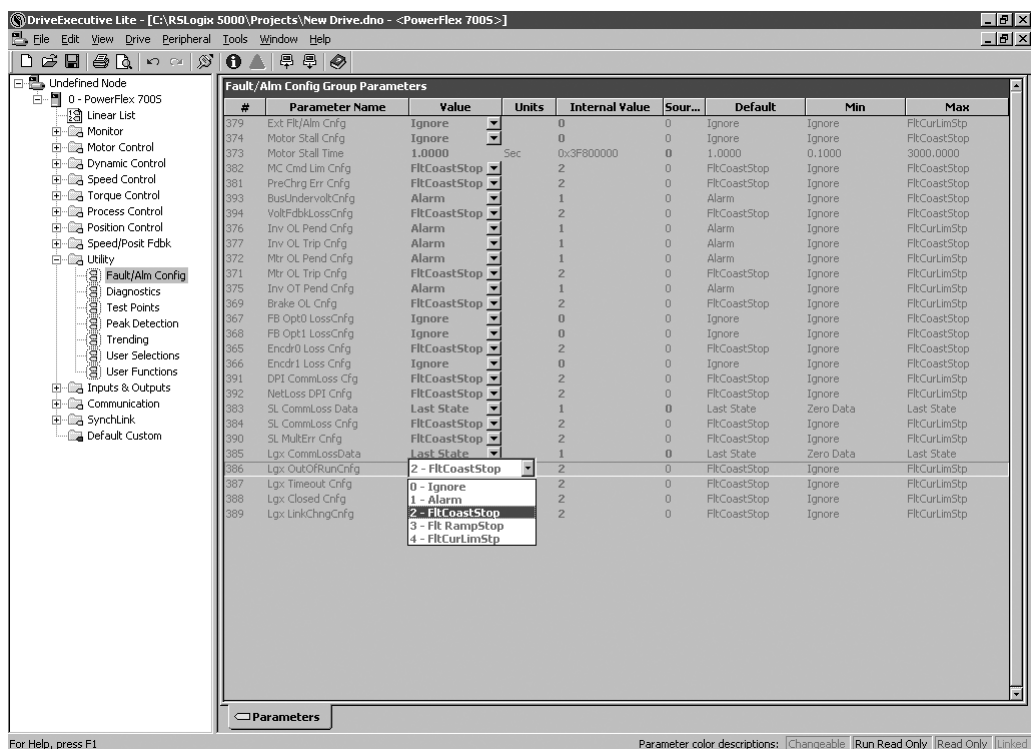 DriveExecutive Lite - [C:\RSLogix 5000\Projects\New Drive.dno - <PowerFlex 700S>]
File Edit View Drive Peripheral Tools Window Help
Undefined Node
0 - PowerFlex 700S
Linear List
Monitor
Motor Control
Dynamic Control
Speed Control
Torque Control
Process Control
Position Control
Speed/Posit Fdbk
Utility
Fault/Alm Config
Diagnostics
Test Points
Peak Detection
Trending
User Selections
User Functions
Inputs & Outputs
Communication
SynchLink
Default Custom
Fault/Alm Config Group Parameters
# Parameter Name Value Units Internal Value Sour... Default Min Max
379 Ext Flt/Alm Cnfg Ignore 0 0 Ignore Ignore FltCurLimStp
374 Motor Stall Cnfg Ignore 0 0 Ignore Ignore FltCurLimStp
373 Motor Stall Time 1.0000 Sec 0x3F800000 0 1.0000 0.1000 3000.0000
382 MC Cmd Lim Cnfg FltCoastStop 2 0 FltCoastStop Ignore FltCurLimStp
381 PreChrg Err Cnfg FltCoastStop 2 0 FltCoastStop Ignore FltCoastStop
393 BusUndervoltCnfg Alarm 1 0 Alarm Ignore FltCoastStop
394 VoltFdbkLossCnfg FltCoastStop 2 0 FltCoastStop Alarm FltCurLimStp
376 Inv OL Pend Cnfg Alarm 1 0 Alarm Ignore FltCurLimStp
377 Inv OL Trip Cnfg Alarm 1 0 Alarm Alarm FltCoastStop
372 Mtr OL Pend Cnfg Alarm 1 0 Alarm Ignore FltCurLimStp
371 Mtr OL Trip Cnfg FltCoastStop 2 0 FltCoastStop Ignore FltCurLimStp
375 Inv OT Pend Cnfg Alarm 1 0 Alarm Ignore FltCurLimStp
369 Brake OL Cnfg FltCoastStop 2 0 FltCoastStop Ignore FltCurLimStp
367 FB Opt0 LossCnfg Ignore 0 0 Ignore Ignore FltCoastStop
368 FB Opt1 LossCnfg Ignore 0 0 Ignore Ignore FltCoastStop
365 Encdr0 Loss Cnfg FltCoastStop 2 0 FltCoastStop Ignore FltCoastStop
366 Encdr1 Loss Cnfg Ignore 0 0 Ignore Ignore FltCoastStop
391 DPI CommLoss Cfg FltCoastStop 2 0 FltCoastStop Ignore FltCurLimStp
392 NetLoss DPI Cnfg FltCoastStop 2 0 FltCoastStop Ignore FltCurLimStp
383 SL CommLoss Data Last State 1 0 Last State Zero Data Last State
384 SL CommLoss Cnfg FltCoastStop 2 0 FltCoastStop Ignore FltCurLimStp
390 SL MultErr Cnfg FltCoastStop 2 0 FltCoastStop Ignore FltCurLimStp
385 Lgx CommLossData Last State 1 0 Last State Zero Data Last State
386 Lgx OutOfRunCnfg 2 - FltCoastStop 2 0 FltCoastStop Ignore FltCurLimStp
387 Lgx Timeout Cnfg 2 0 FltCoastStop Ignore FltCurLimStp
388 Lgx Closed Cnfg 2 0 FltCoastStop Ignore FltCurLimStp
389 Lgx LinkChngCnfg 2 0 FltCoastStop Ignore FltCurLimStp
0 - Ignore
1 - Alarm
2 - FltCoastStop
3 - Flt RampStop
4 - FltCurLimStp
Parameters
For Help, press F1 Parameter color descriptions: Changeable Run Read Only Read Only Linked